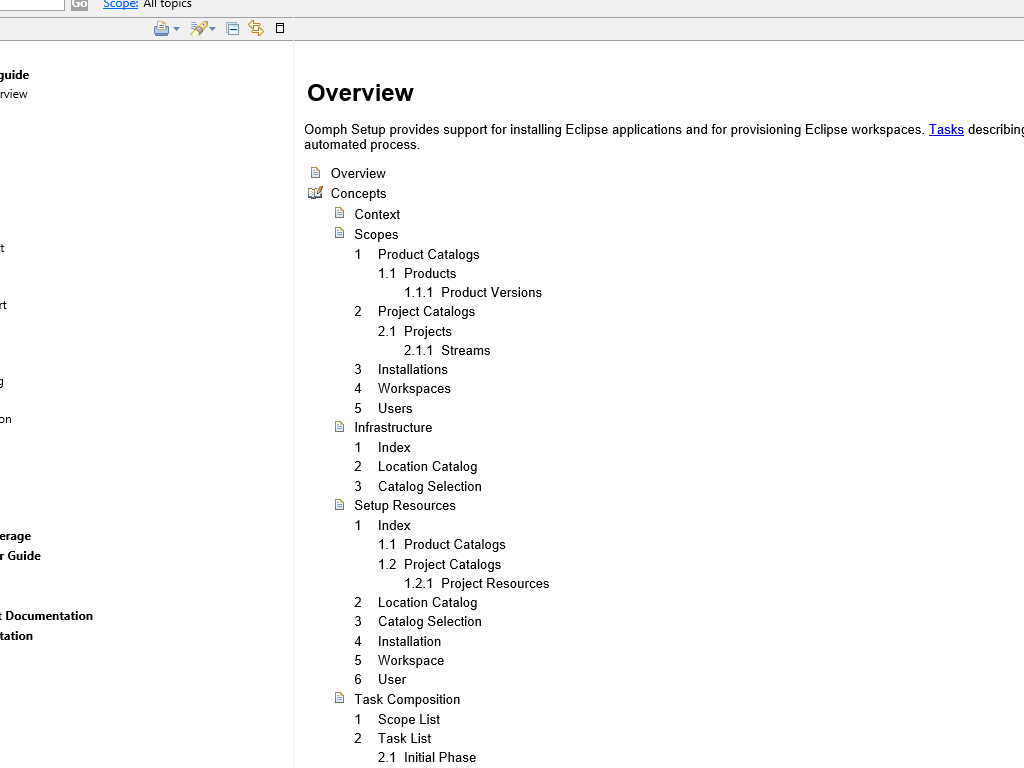 Go Scope: All topics
guide
rview
t
rt
g
on
erage
r Guide
t Documentation
tation
Overview
Oomph Setup provides support for installing Eclipse applications and for provisioning Eclipse workspaces. Tasks describing
automated process.
Overview
Concepts
Context
Scopes
1 Product Catalogs
1.1 Products
1.1.1 Product Versions
2 Project Catalogs
2.1 Projects
2.1.1 Streams
3 Installations
4 Workspaces
5 Users
Infrastructure
1 Index
2 Location Catalog
3 Catalog Selection
Setup Resources
1 Index
1.1 Product Catalogs
1.2 Project Catalogs
1.2.1 Project Resources
2 Location Catalog
3 Catalog Selection
4 Installation
5 Workspace
6 User
Task Composition
1 Scope List
2 Task List
2.1 Initial Phase